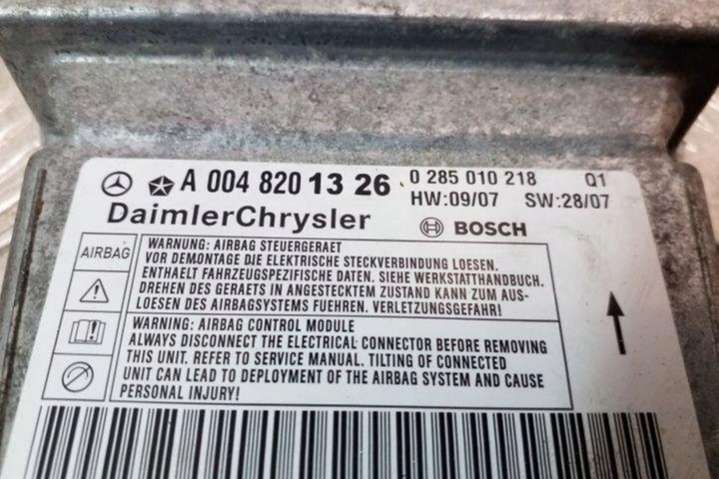 A 004 820 13 26 0 285 010 218 Q1
HW:09/07 SW:28/07
DaimlerChrysler BOSCH
AIRBAG
WARNUNG: AIRBAG STEUERGERAET
VOR DEMONTAGE DIE ELEKTRISCHE STECKVERBINDUNG LOESEN.
ENTHAELT FAHRZEUGSPEZIFISCHE DATEN. SIEHE WERKSTATTHANDBUCH.
DREHEN DES GERAETS IN ANGESTECKTEM ZUSTAND KANN ZUM AUS-
LOESEN DES AIRBAGSYSTEMS FUEHREN. VERLETZUNGSGEFAHR!
WARNING: AIRBAG CONTROL MODULE
ALWAYS DISCONNECT THE ELECTRICAL CONNECTOR BEFORE REMOVING
THIS UNIT. REFER TO SERVICE MANUAL. TILTING OF CONNECTED
UNIT CAN LEAD TO DEPLOYMENT OF THE AIRBAG SYSTEM AND CAUSE
PERSONAL INJURY!